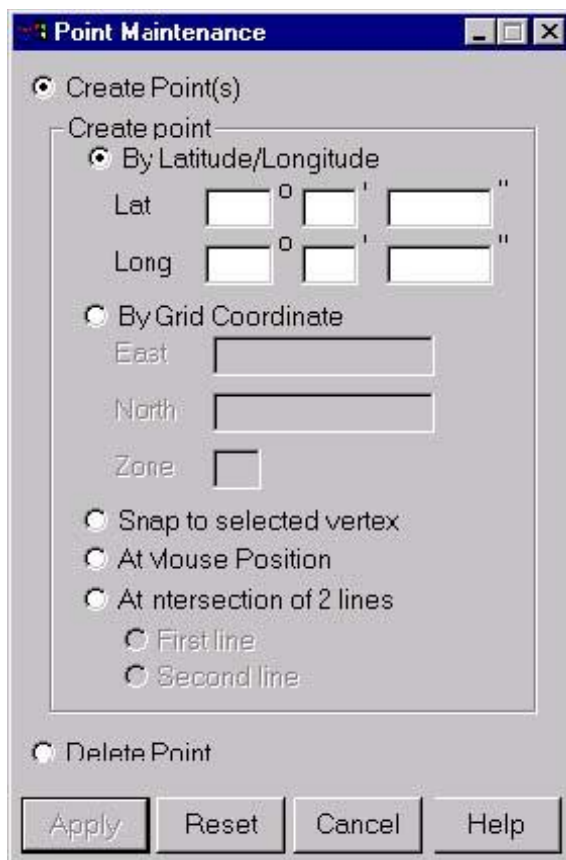 Point Maintenance
Create Point(s)
Create point
By Latitude/Longitude
Lat o ' "
Long o ' "
By Grid Coordinate
East
North
Zone
Snap to selected vertex
At Mouse Position
At ntersection of 2 lines
First line
Second line
Delete Point
Apply Reset Cancel Help